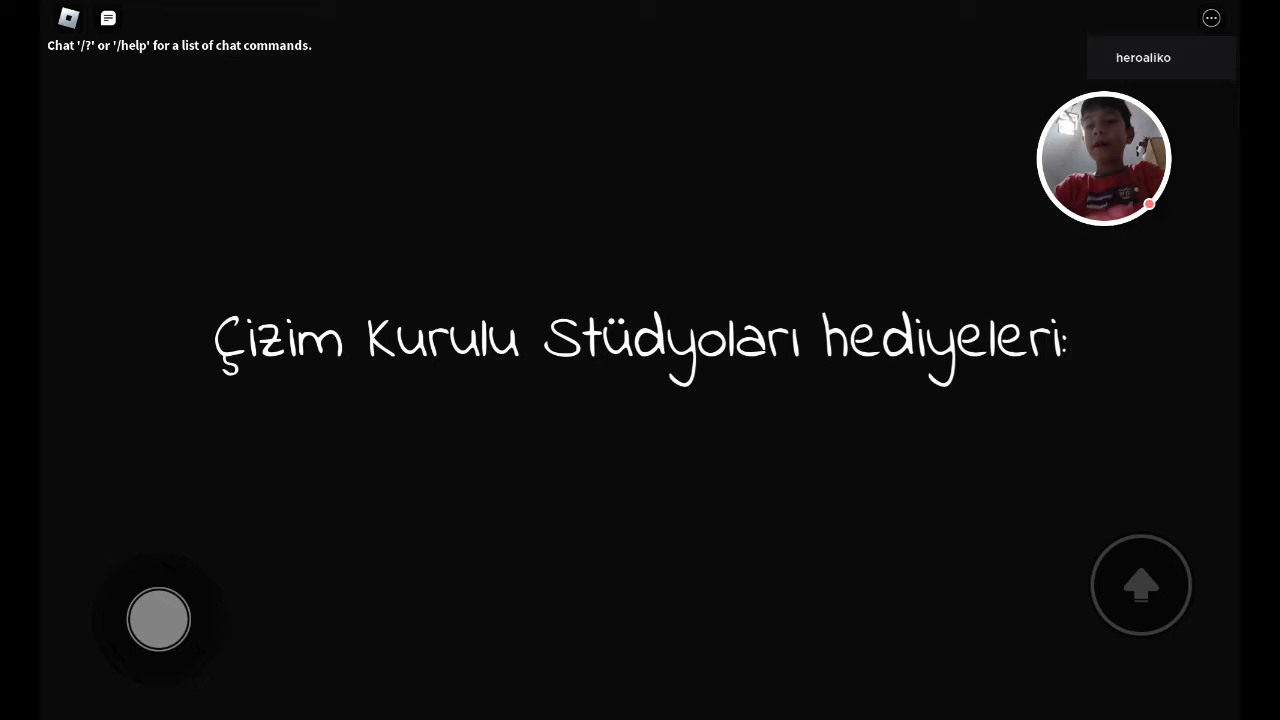 Chat '/?' or '/help' for a list of chat commands.
heroaliko
Çizim Kurulu Stüdyoları hediyeleri: